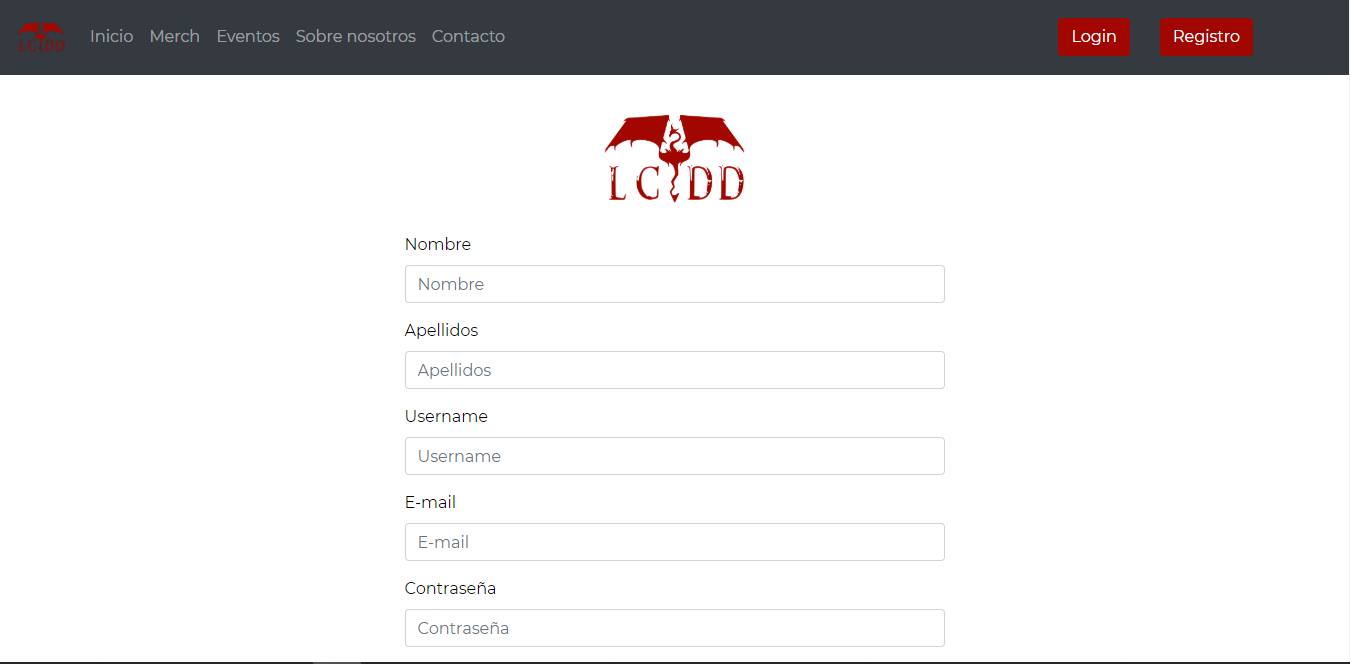 LCDD
Inicio Merch Eventos Sobre nosotros Contacto Login Registro
LCDD
Nombre
Nombre
Apellidos
Apellidos
Username
Username
E-mail
E-mail
Contraseña
Contraseña